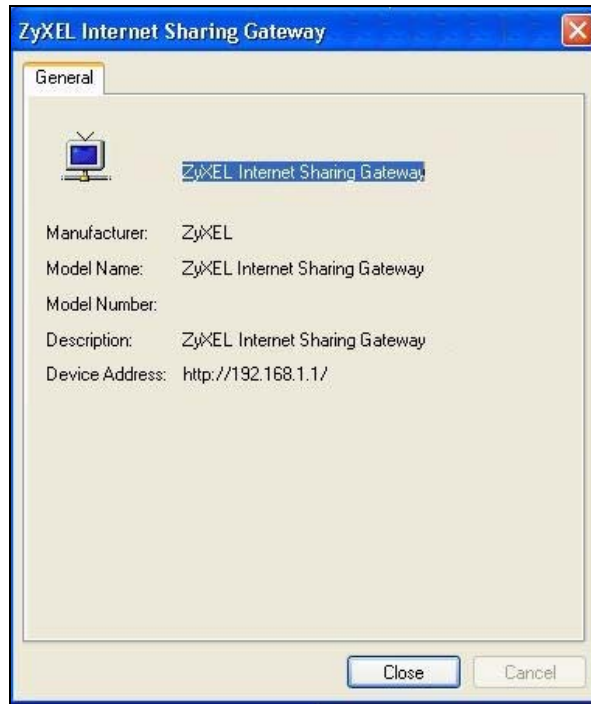 ZyXEL Internet Sharing Gateway
General
ZyXEL Internet Sharing Gateway
Manufacturer: ZyXEL
Model Name: ZyXEL Internet Sharing Gateway
Model Number:
Description: ZyXEL Internet Sharing Gateway
Device Address: http://192.168.1.1/
Close Cancel